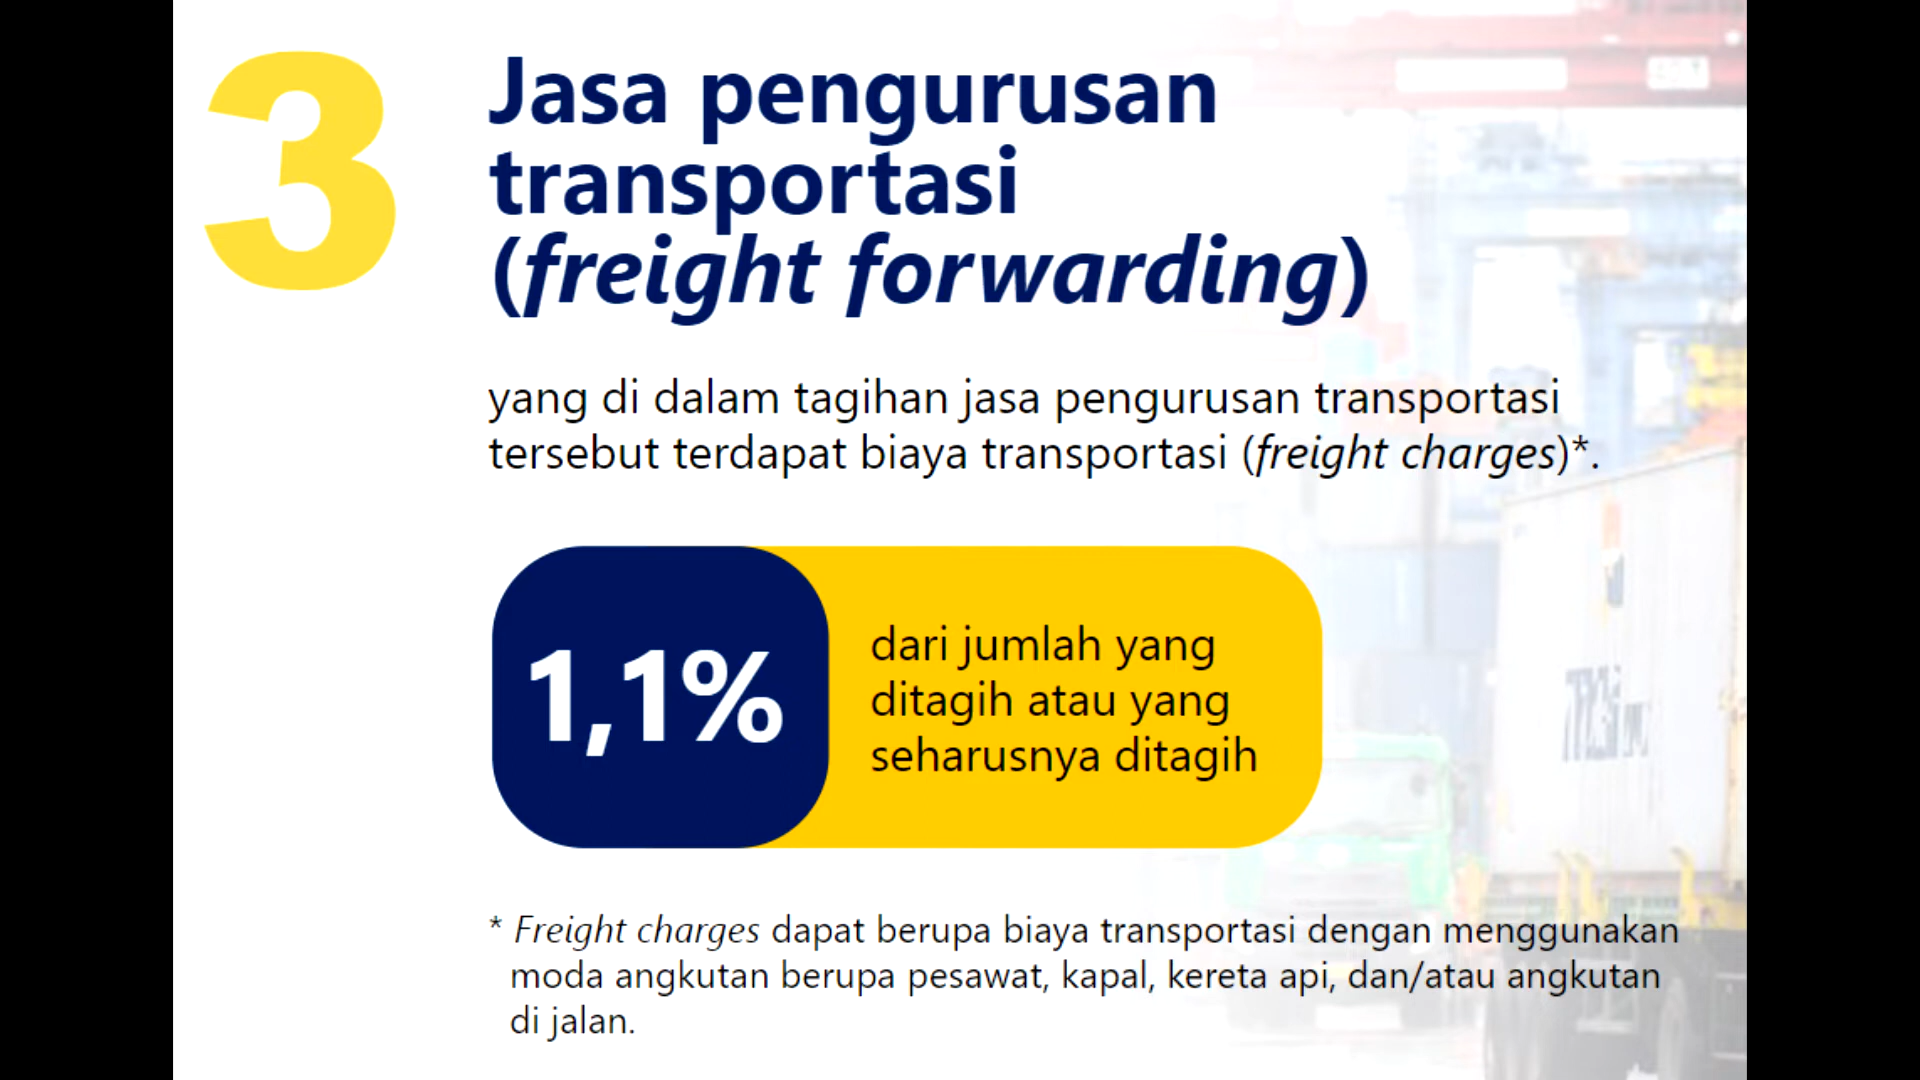 3
Jasa pengurusan
transportasi
(freight forwarding)
yang di dalam tagihan jasa pengurusan transportasi
tersebut terdapat biaya transportasi (freight charges)*.
1,1%
dari jumlah yang
ditagih atau yang
seharusnya ditagih
* Freight charges dapat berupa biaya transportasi dengan menggunakan
moda angkutan berupa pesawat, kapal, kereta api, dan/atau angkutan
di jalan.